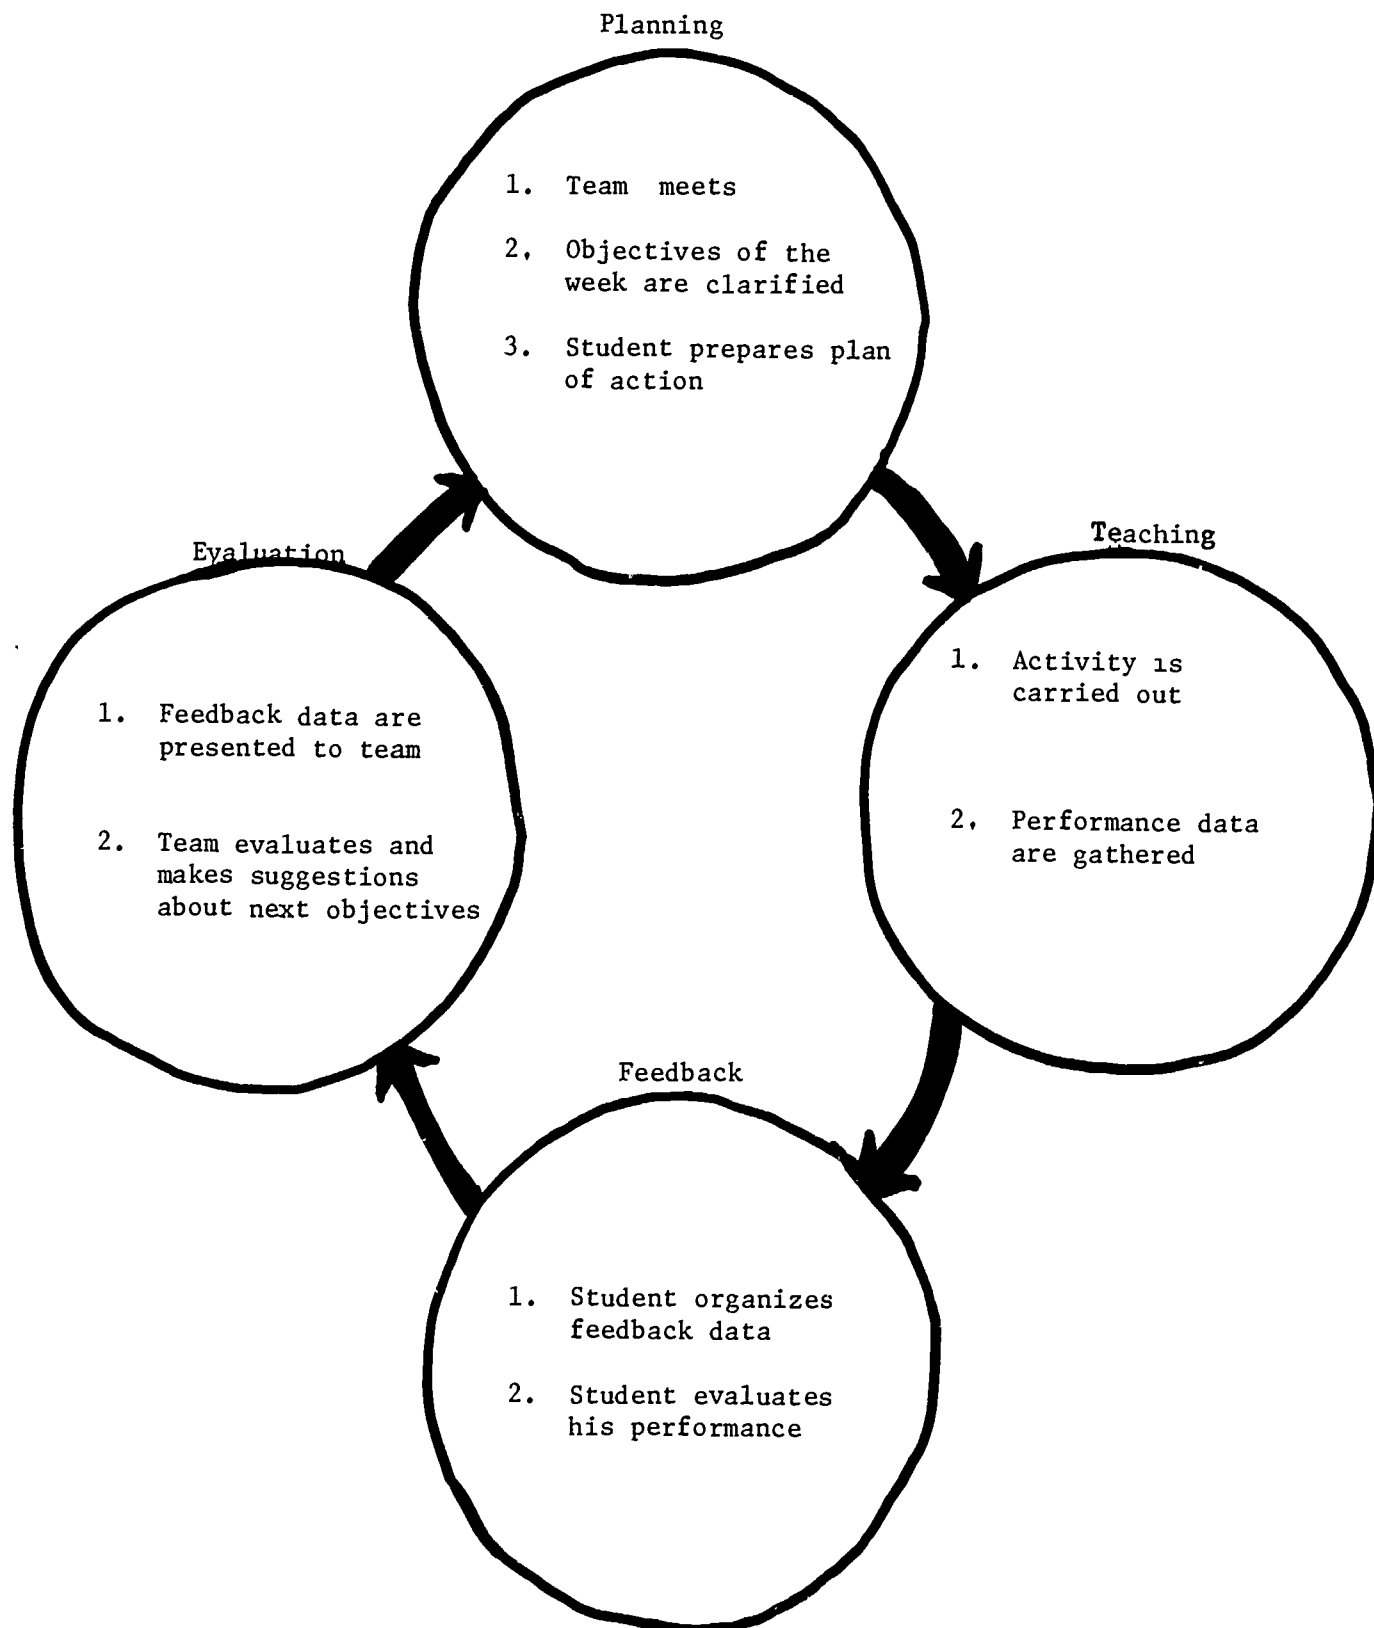 Planning
1. Team meets
2. Objectives of the
week are clarified
3. Student prepares plan
of action
Teaching
1. Activity is
carried out
2. Performance data
are gathered
Feedback
1. Student organizes
feedback data
2. Student evaluates
his performance
Evaluation
1. Feedback data are
presented to team
2. Team evaluates and
makes suggestions
about next objectives